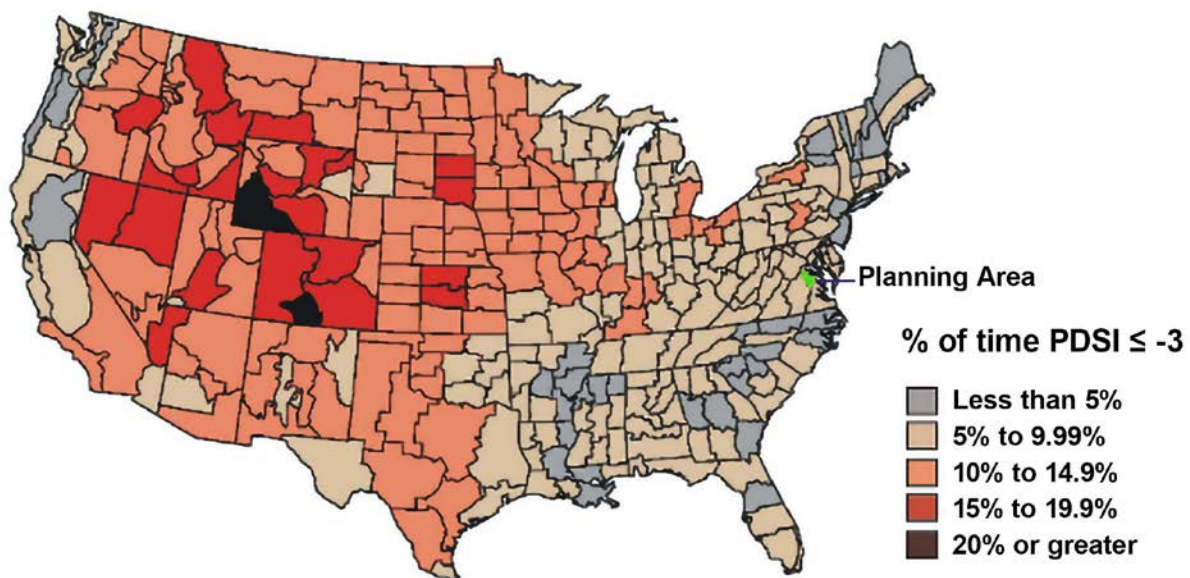 Planning Area
% of time PDSI ≤ -3
Less than 5%
5% to 9.99%
10% to 14.9%
15% to 19.9%
20% or greater